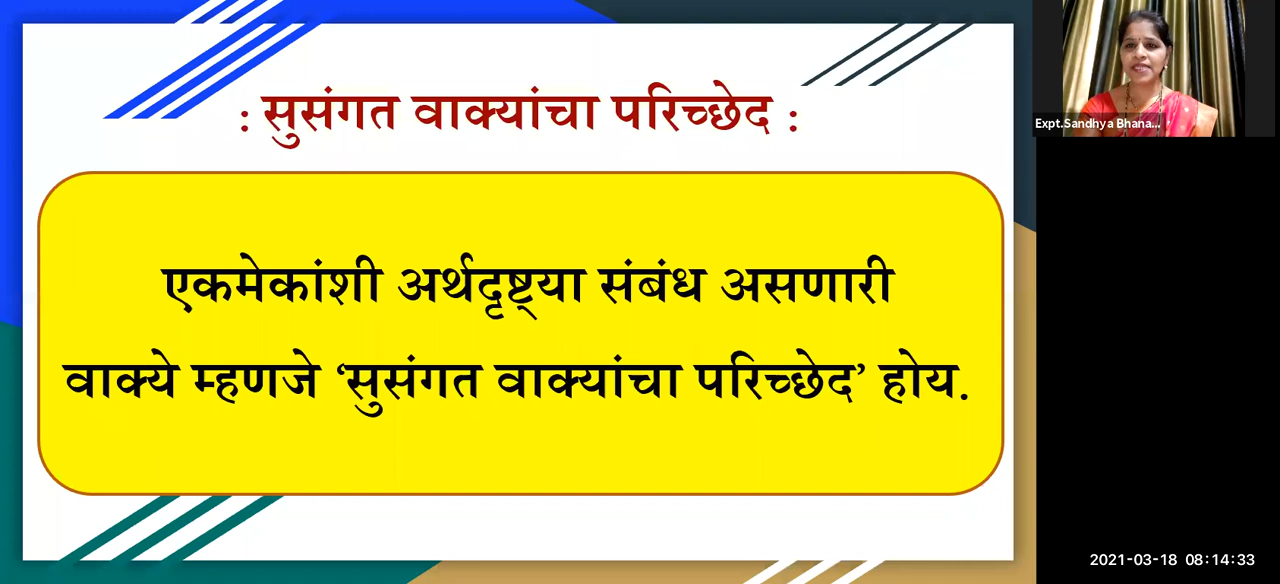 : सुसंगत वाक्यांचा परिच्छेद :
एकमेकांशी अर्थदृष्ट्या संबंध असणारी
वाक्ये म्हणजे ‘सुसंगत वाक्यांचा परिच्छेद’ होय.
Expt.Sandhya Bhana...
2021-03-18 08:14:33